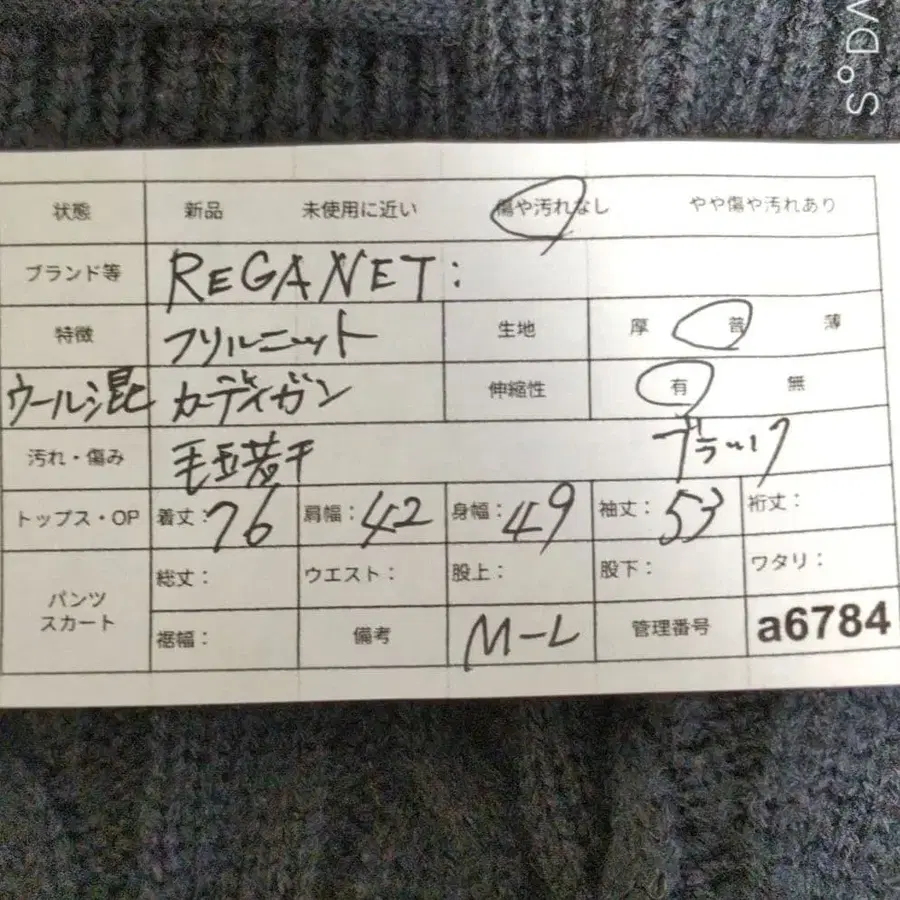 S°DAV
状態 新品 未使用に近い 傷や汚れなし やや傷や汚れあり
ブランド等 REGANET:
特徴 フリルニット 生地 厚 普 薄
ウール混 カーディガン 伸縮性 有 無
汚れ・傷み 毛玉若干 ブラック
トップス・OP 着丈:76 肩幅:42 身幅:49 袖丈:53 裄丈:
パンツ スカート 総丈: ウエスト: 股上: 股下: ワタリ:
裾幅: 備考 M-L 管理番号 a6784